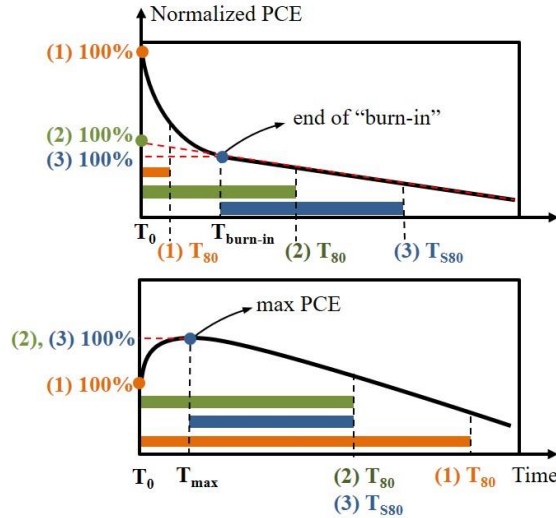 Normalized PCE
(1) 100%
(2) 100%
(3) 100%
end of “burn-in”
T0 Tburn-in
(1) T80 (2) T80 (3) TS80
max PCE
(2), (3) 100%
(1) 100%
T0 Tmax (2) T80 (1) T80 Time
(3) TS80